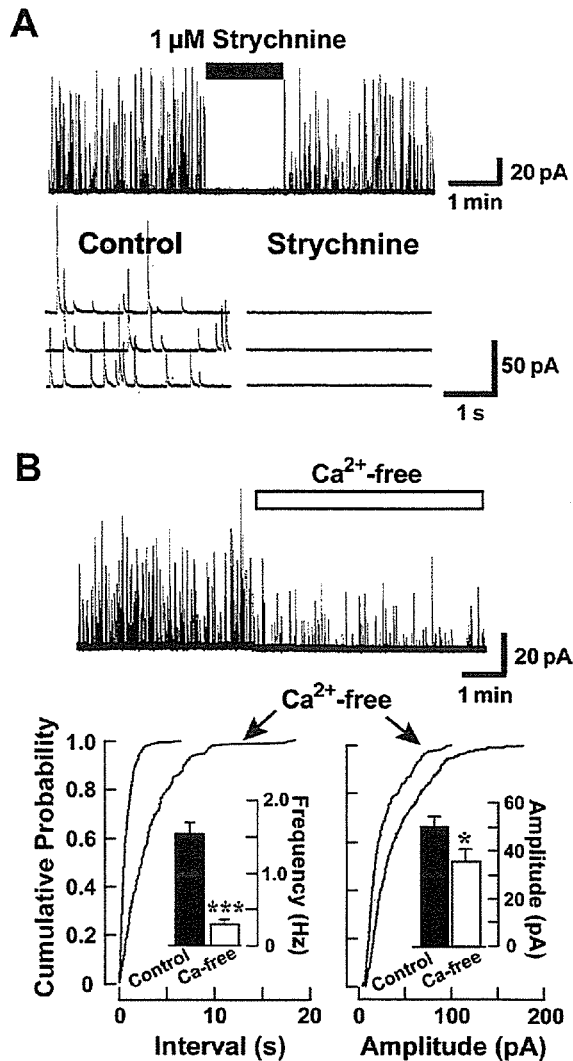 A
1 µM Strychnine
20 pA
1 min
Control
Strychnine
50 pA
1 s
B
Ca²⁺-free
20 pA
1 min
Ca²⁺-free
Cumulative Probability
1.0
0.8
0.6
0.4
0.2
0
2.0
1.0
0
Frequency (Hz)
***
Control
Ca-free
0
10
20
Interval (s)
60
40
20
0
Amplitude (pA)
*
Control
Ca-free
0
100
200
Amplitude (pA)